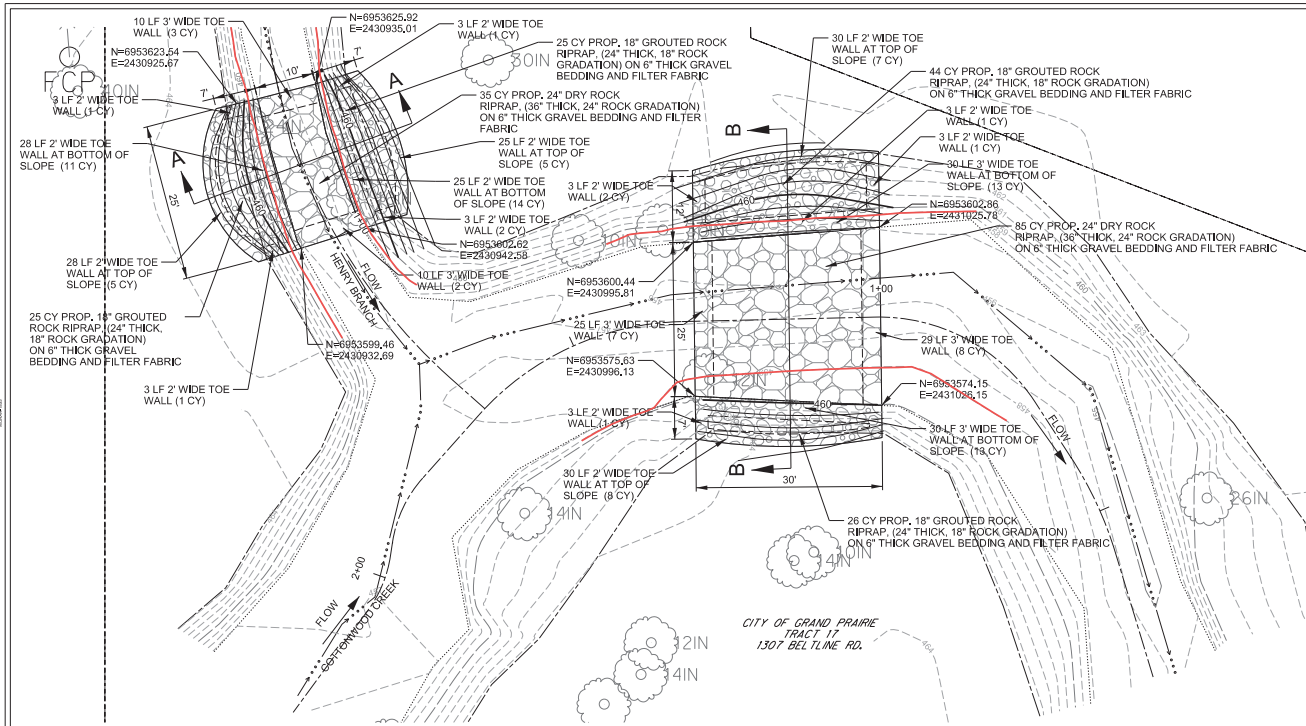 10 LF 3' WIDE TOE
WALL (3 CY)
N=6953623.54
E=2430925.67
FCP
40IN
N=6953625.92
E=2430935.01
3 LF 2' WIDE TOE
WALL (1 CY)
30IN
25 CY PROP. 18" GROUTED ROCK
RIPRAP, (24" THICK, 18" ROCK
GRADATION) ON 6" THICK GRAVEL
BEDDING AND FILTER FABRIC
35 CY PROP. 24" DRY ROCK
RIPRAP, (36" THICK, 24" ROCK GRADATION)
ON 6" THICK GRAVEL BEDDING AND FILTER
FABRIC
25 LF 2' WIDE TOE
WALL AT TOP OF
SLOPE (5 CY)
25 LF 2' WIDE TOE
WALL AT BOTTOM
OF SLOPE (14 CY)
3 LF 2' WIDE TOE
WALL (2 CY)
N=6953602.62
E=2430942.58
10 LF 3' WIDE TOE
WALL (2 CY)
7'
10'
7'
A
A
25'
460
460
1+00
3 LF 2' WIDE TOE
WALL (1 CY)
28 LF 2' WIDE TOE
WALL AT BOTTOM OF
SLOPE (11 CY)
28 LF 2' WIDE TOE
WALL AT TOP OF
SLOPE (5 CY)
25 CY PROP. 18" GROUTED
ROCK RIPRAP, (24" THICK,
18" ROCK GRADATION)
ON 6" THICK GRAVEL
BEDDING AND FILTER FABRIC
3 LF 2' WIDE TOE
WALL (1 CY)
N=6953599.46
E=2430932.69
FLOW
HENRY BRANCH
30 LF 2' WIDE TOE
WALL AT TOP OF
SLOPE (7 CY)
44 CY PROP. 18" GROUTED ROCK
RIPRAP, (24" THICK, 18" ROCK GRADATION)
ON 6" THICK GRAVEL BEDDING AND FILTER FABRIC
3 LF 2' WIDE TOE
WALL (1 CY)
3 LF 2' WIDE TOE
WALL (1 CY)
30 LF 3' WIDE TOE
WALL AT BOTTOM OF
SLOPE (13 CY)
N=6953602.86
E=2431025.78
85 CY PROP. 24" DRY ROCK
RIPRAP, (36" THICK, 24" ROCK GRADATION)
ON 6" THICK GRAVEL BEDDING AND FILTER FABRIC
B
3 LF 2' WIDE TOE
WALL (2 CY)
12'
460
N=6953600.44
E=2430995.81
25 LF 3' WIDE TOE
WALL (7 CY)
25'
1+00
29 LF 3' WIDE TOE
WALL (8 CY)
N=6953575.63
E=2430996.13
N=6953574.15
E=2431026.15
460
3 LF 2' WIDE TOE
WALL (1 CY)
7'
30 LF 3' WIDE TOE
WALL AT BOTTOM OF
SLOPE (13 CY)
30 LF 2' WIDE TOE
WALL AT TOP OF
SLOPE (8 CY)
B
30'
26 CY PROP. 18" GROUTED ROCK
RIPRAP, (24" THICK, 18" ROCK GRADATION)
ON 6" THICK GRAVEL BEDDING AND FILTER FABRIC
FLOW
14IN
26IN
10IN
14IN
2+00
FLOW
COTTONWOOD CREEK
CITY OF GRAND PRAIRIE
TRACT 17
1307 BELTLINE RD.
464
12IN
14IN